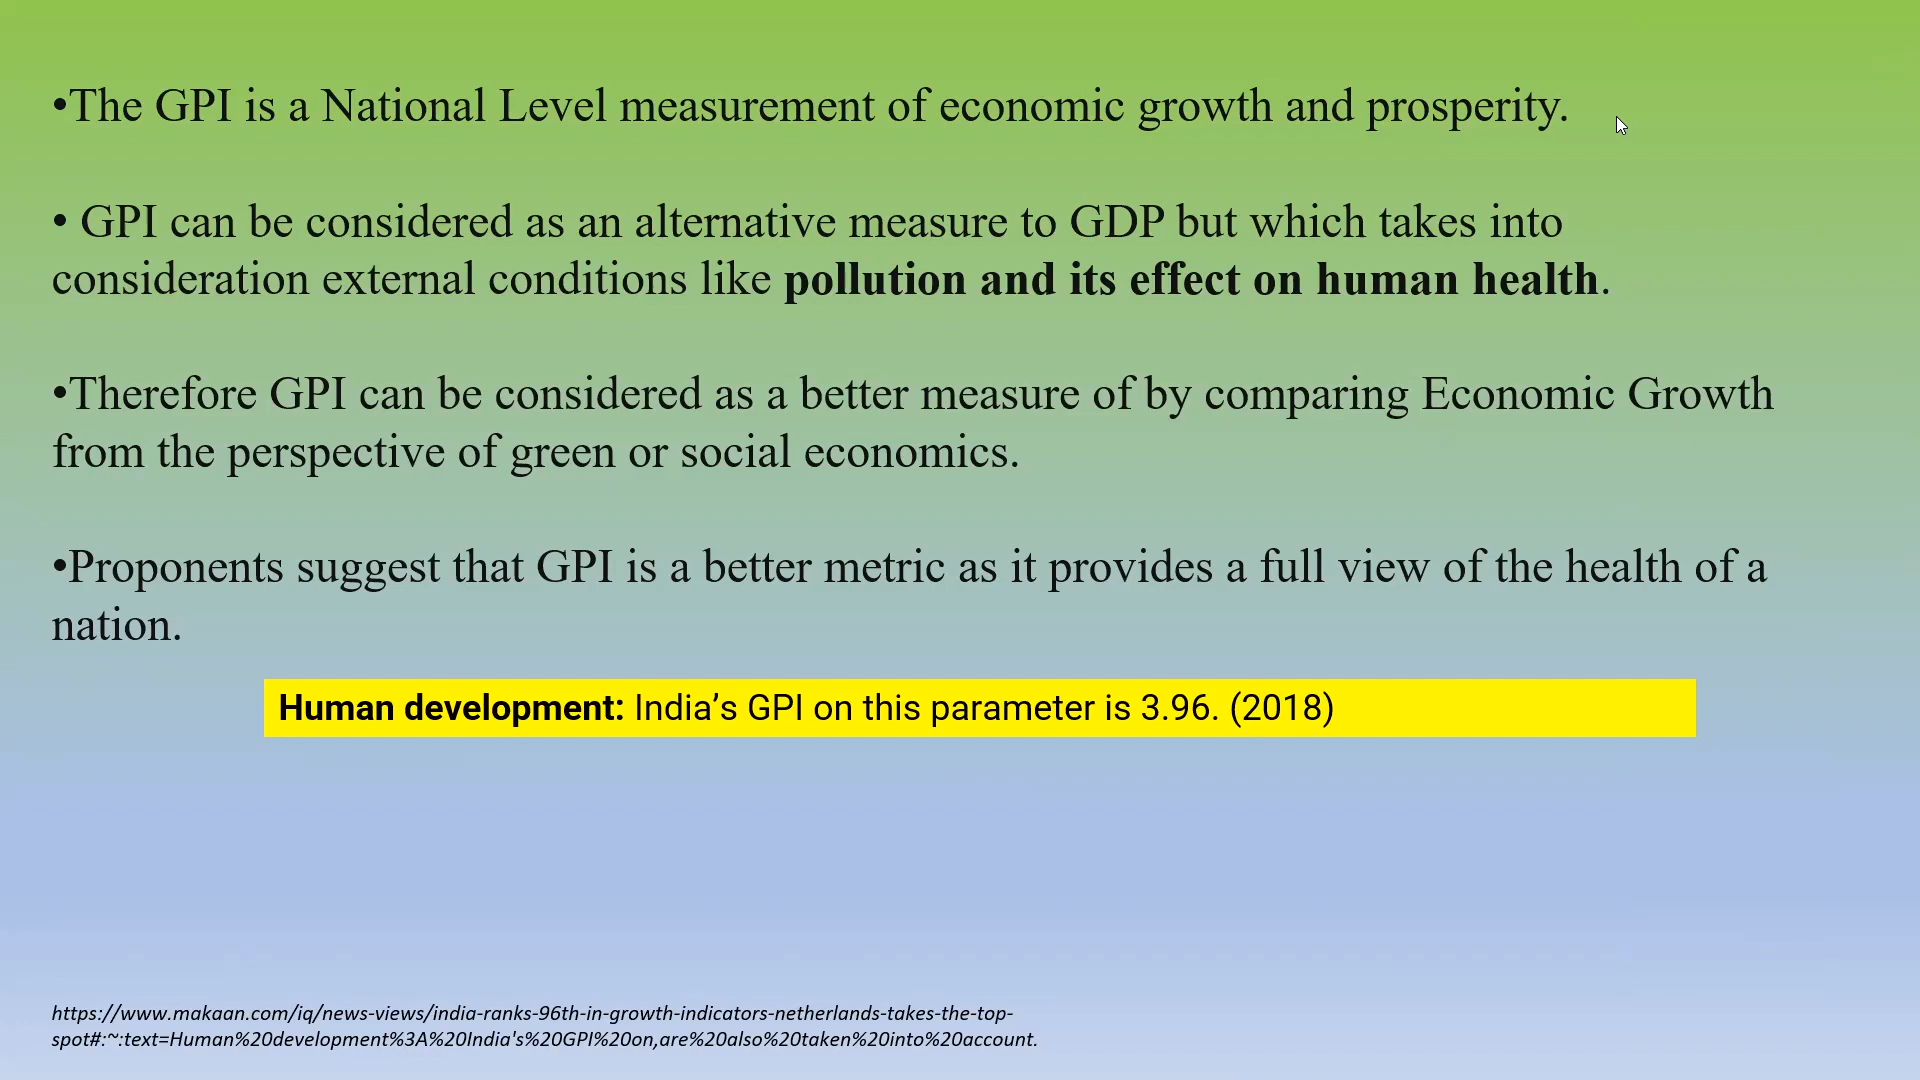 •The GPI is a National Level measurement of economic growth and prosperity.
• GPI can be considered as an alternative measure to GDP but which takes into
consideration external conditions like pollution and its effect on human health.
•Therefore GPI can be considered as a better measure of by comparing Economic Growth
from the perspective of green or social economics.
•Proponents suggest that GPI is a better metric as it provides a full view of the health of a
nation.
Human development: India’s GPI on this parameter is 3.96. (2018)
https://www.makaan.com/iq/news-views/india-ranks-96th-in-growth-indicators-netherlands-takes-the-top-
spot#:~:text=Human%20development%3A%20India's%20GPI%20on,are%20also%20taken%20into%20account.